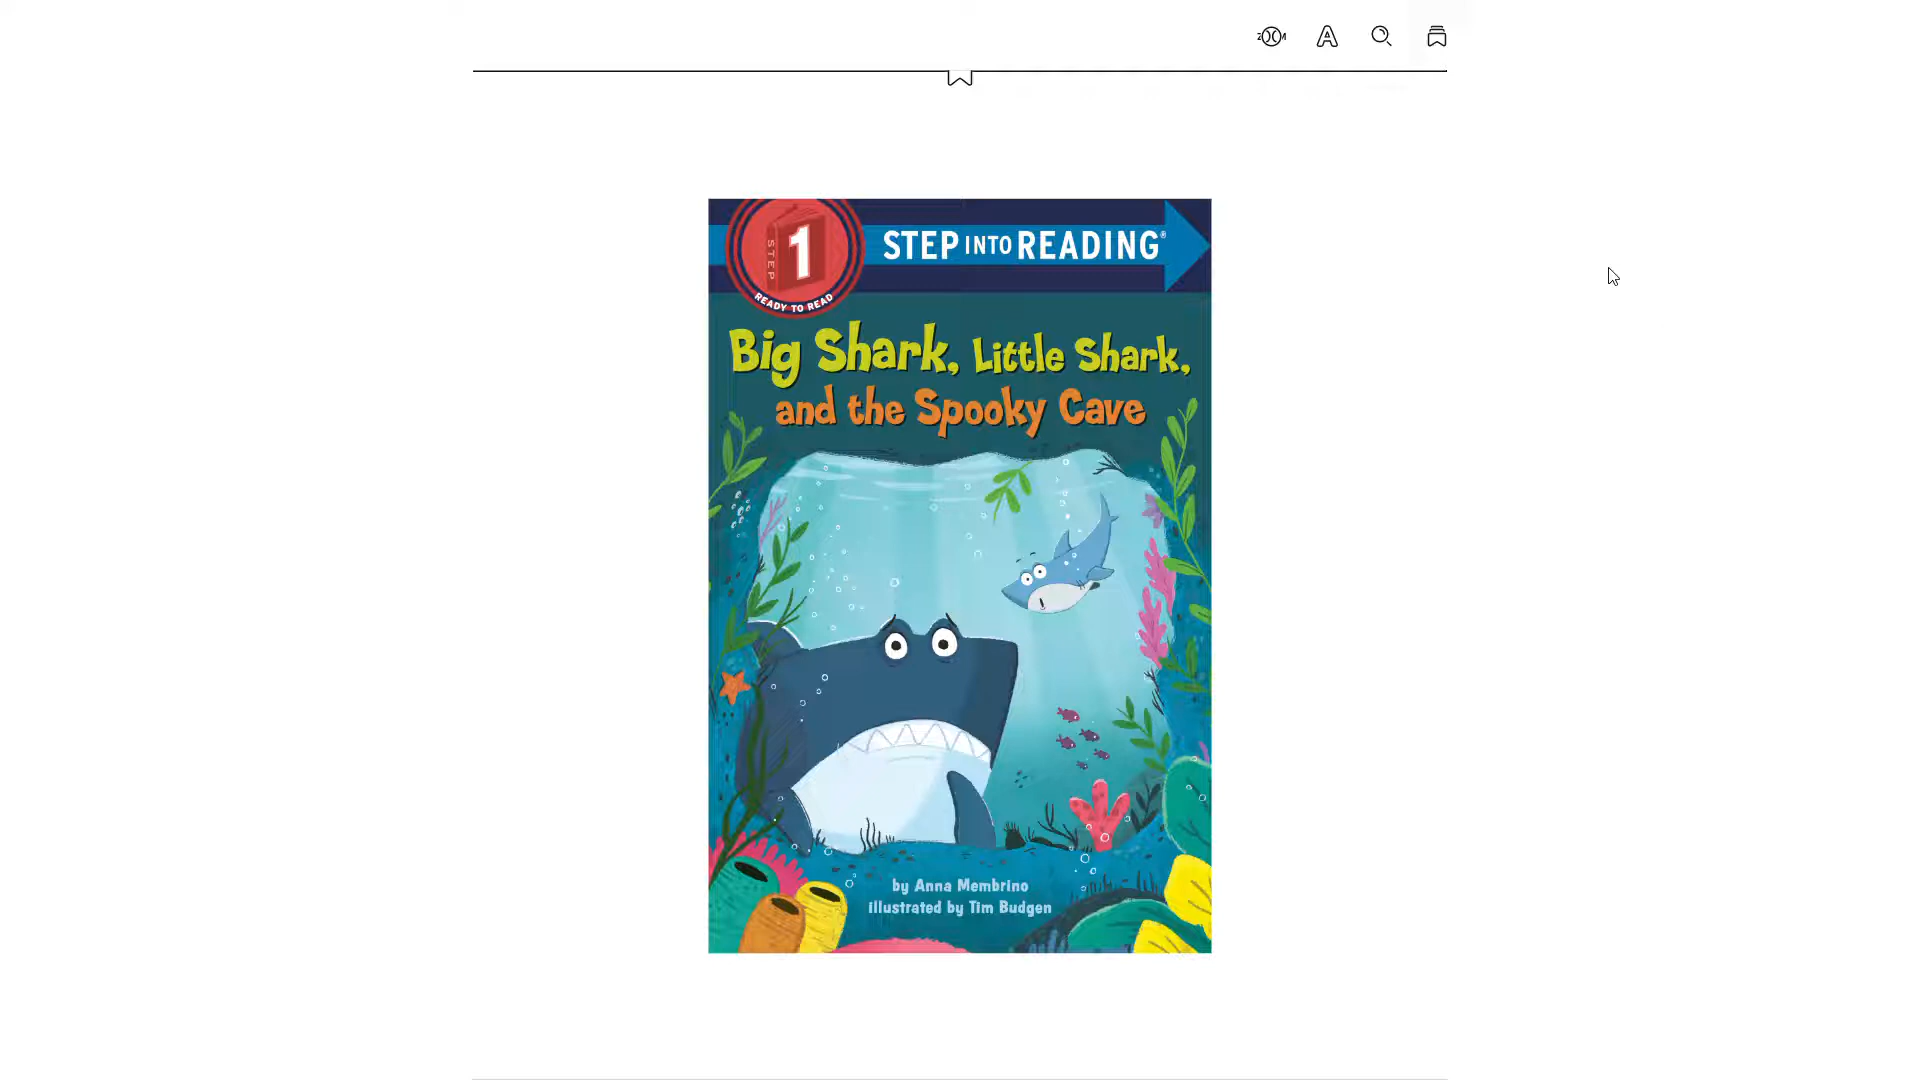 STEP
1
READY TO READ
STEP INTO READING®
Big Shark, Little Shark,
and the Spooky Cave
by Anna Membrino
illustrated by Tim Budgen